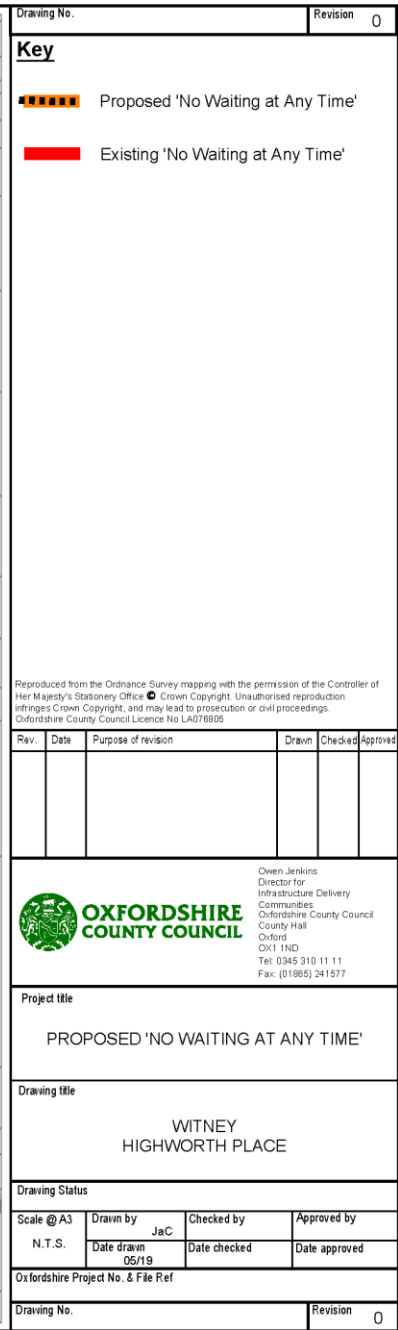 Drawing No. Revision 0
Key
Proposed 'No Waiting at Any Time'
Existing 'No Waiting at Any Time'
Reproduced from the Ordnance Survey mapping with the permission of the Controller of
Her Majesty's Stationery Office © Crown Copyright. Unauthorised reproduction
infringes Crown Copyright, and may lead to prosecution or civil proceedings.
Oxfordshire County Council Licence No LA076805
Rev. Date Purpose of revision Drawn Checked Approved
OXFORDSHIRE
COUNTY COUNCIL
Owen Jenkins
Director for
Infrastructure Delivery
Communities
Oxfordshire County Council
County Hall
Oxford
OX1 1ND
Tel: 0345 310 11 11
Fax: (01865) 241577
Project title
PROPOSED 'NO WAITING AT ANY TIME'
Drawing title
WITNEY
HIGHWORTH PLACE
Drawing Status
Scale @ A3 Drawn by Checked by Approved by
JaC
N.T.S. Date drawn Date checked Date approved
05/19
Oxfordshire Project No. & File Ref
Drawing No. Revision 0